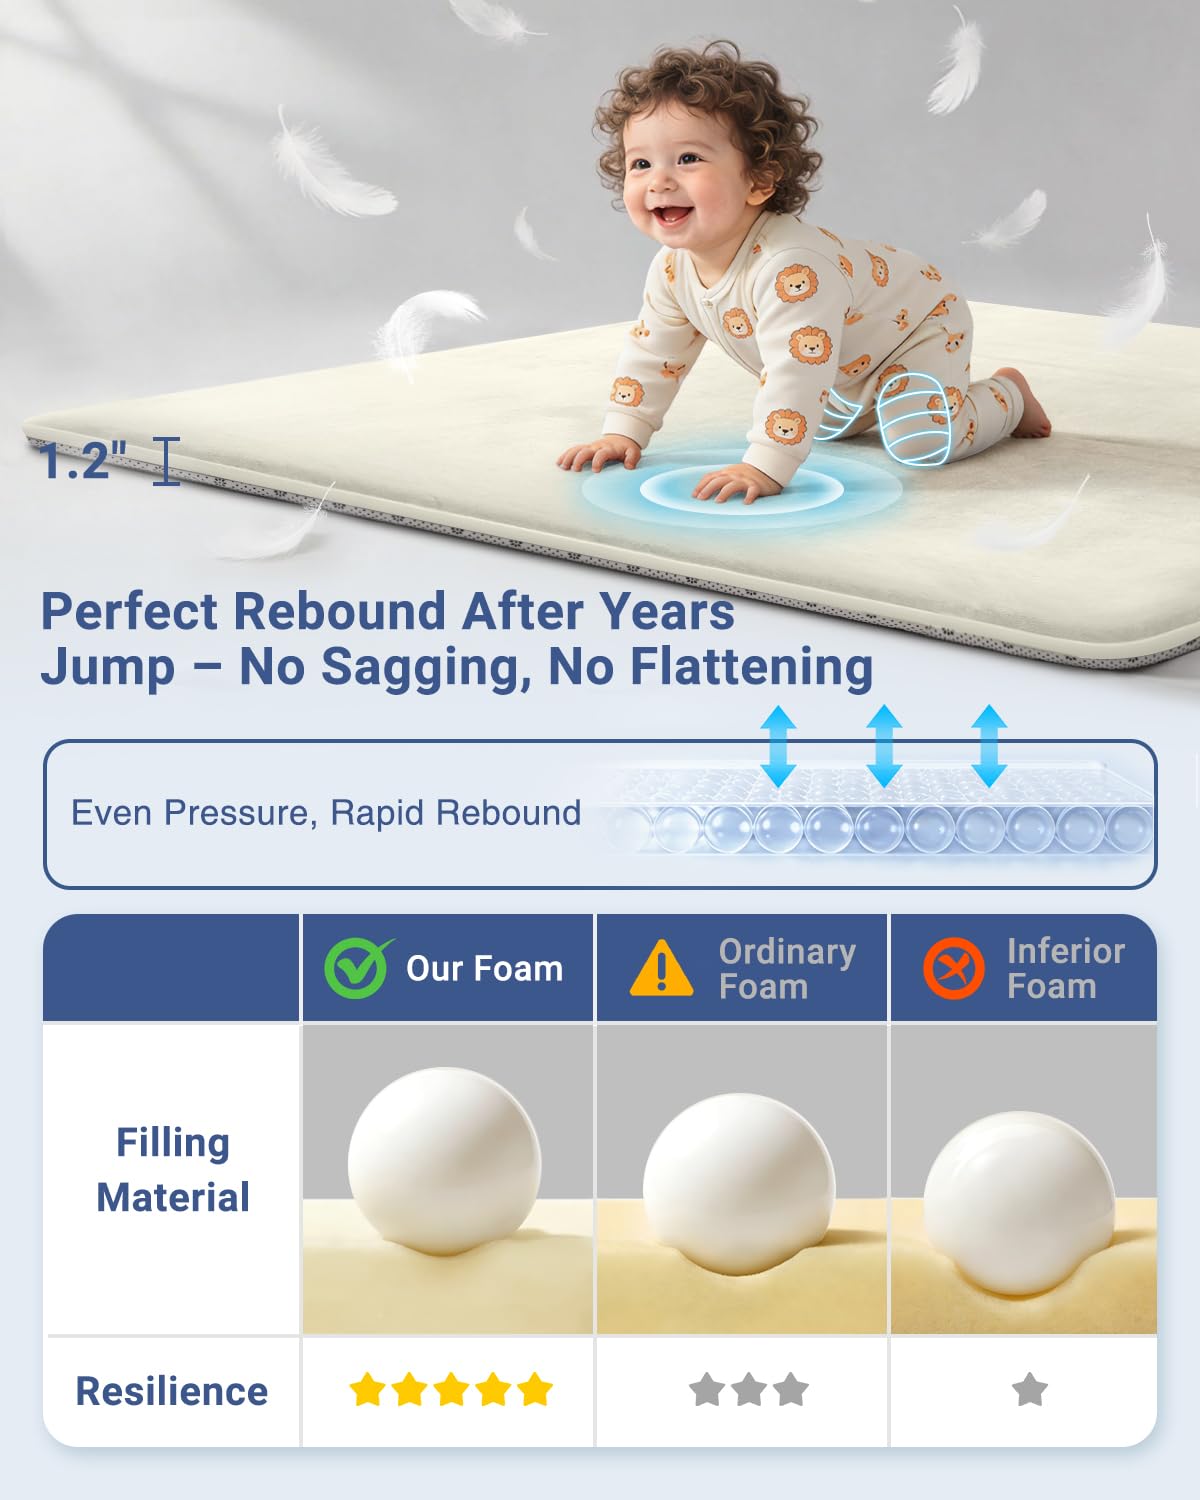 1.2"
Perfect Rebound After Years
Jump – No Sagging, No Flattening
Even Pressure, Rapid Rebound
Our Foam
Ordinary
Foam
Inferior
Foam
Filling
Material
Resilience